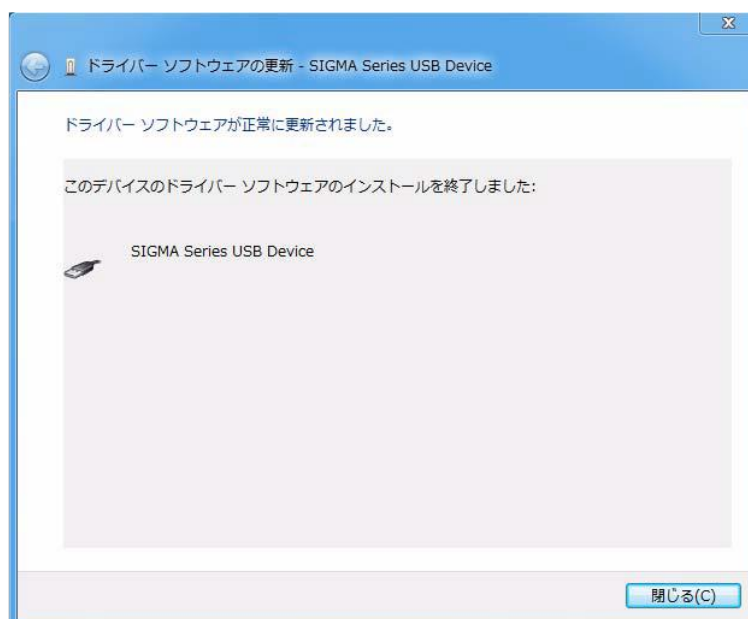 ドライバー ソフトウェアの更新 - SIGMA Series USB Device
ドライバー ソフトウェアが正常に更新されました。
このデバイスのドライバー ソフトウェアのインストールを終了しました:
SIGMA Series USB Device
閉じる(C)